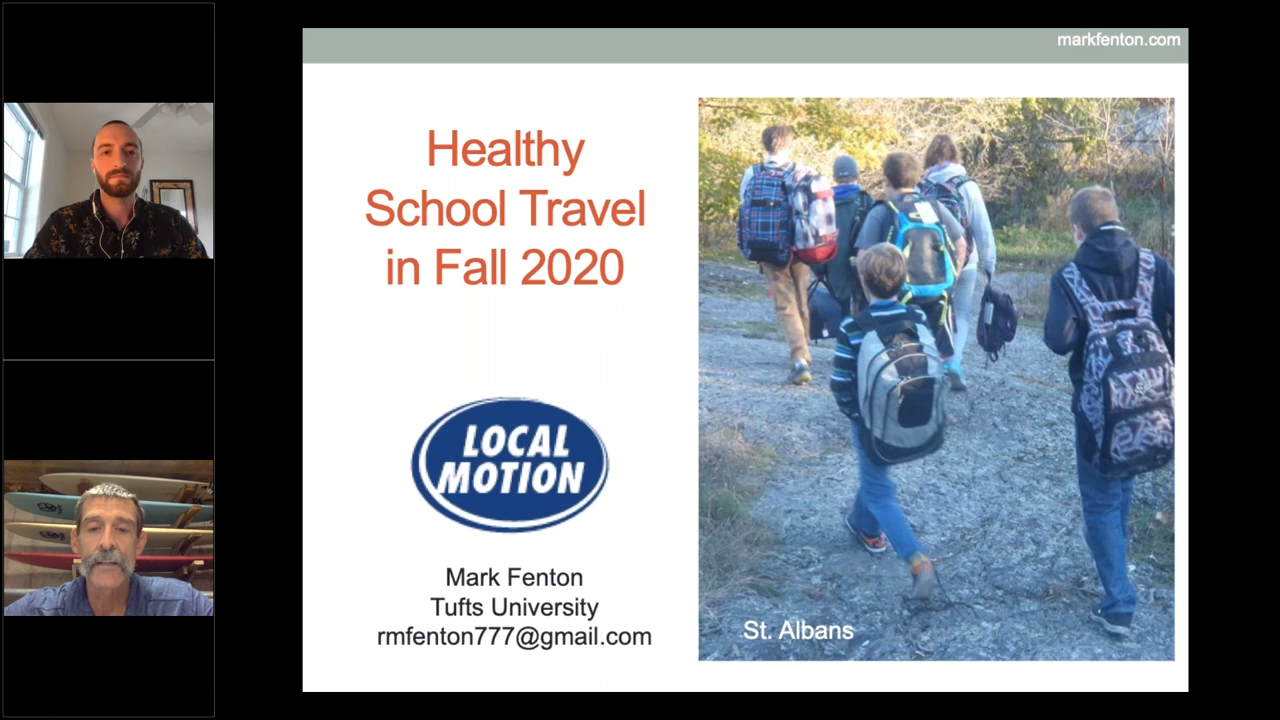 markfenton.com
Healthy
School Travel
in Fall 2020
LOCAL
MOTION
Mark Fenton
Tufts University
rmfenton777@gmail.com
St. Albans